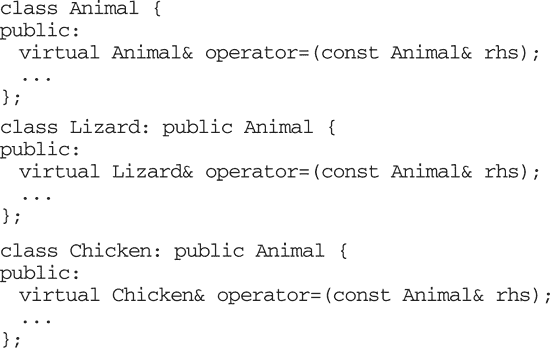 class Animal {
public:
  virtual Animal& operator=(const Animal& rhs);
  ...
};
class Lizard: public Animal {
public:
  virtual Lizard& operator=(const Animal& rhs);
  ...
};
class Chicken: public Animal {
public:
  virtual Chicken& operator=(const Animal& rhs);
  ...
};